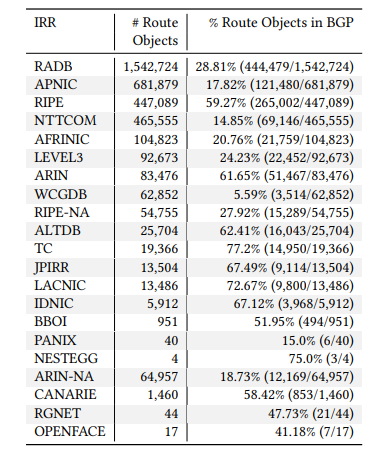 IRR # Route Objects % Route Objects in BGP
RADB 1,542,724 28.81% (444,479/1,542,724)
APNIC 681,879 17.82% (121,480/681,879)
RIPE 447,089 59.27% (265,002/447,089)
NTTCOM 465,555 14.85% (69,146/465,555)
AFRINIC 104,823 20.76% (21,759/104,823)
LEVEL3 92,673 24.23% (22,452/92,673)
ARIN 83,476 61.65% (51,467/83,476)
WCGDB 62,852 5.59% (3,514/62,852)
RIPE-NA 54,755 27.92% (15,289/54,755)
ALTDB 25,704 62.41% (16,043/25,704)
TC 19,366 77.2% (14,950/19,366)
JPIRR 13,504 67.49% (9,114/13,504)
LACNIC 13,486 72.67% (9,800/13,486)
IDNIC 5,912 67.12% (3,968/5,912)
BBOI 951 51.95% (494/951)
PANIX 40 15.0% (6/40)
NESTEGG 4 75.0% (3/4)
ARIN-NA 64,957 18.73% (12,169/64,957)
CANARIE 1,460 58.42% (853/1,460)
RGNET 44 47.73% (21/44)
OPENFACE 17 41.18% (7/17)